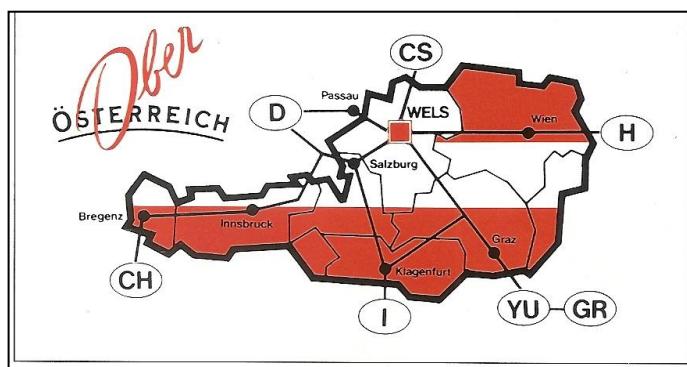 Ober
ÖSTERREICH
CS
Passau
D
WELS
Wien
H
Salzburg
Bregenz
Innsbruck
Graz
CH
Klagenfurt
I
YU
GR